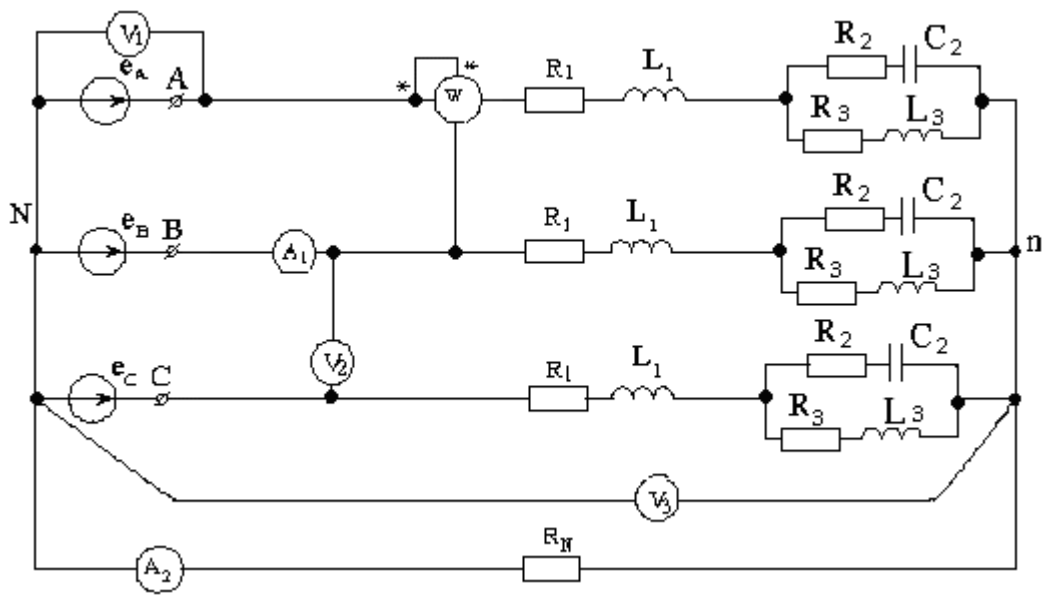 V1
eA A
* * W R1 L1 R2 C2
R3 L3
N eB B A1 R1 L1 R2 C2 n
R3 L3
V2
eC C R1 L1 R2 C2
R3 L3
V3
A2 RN